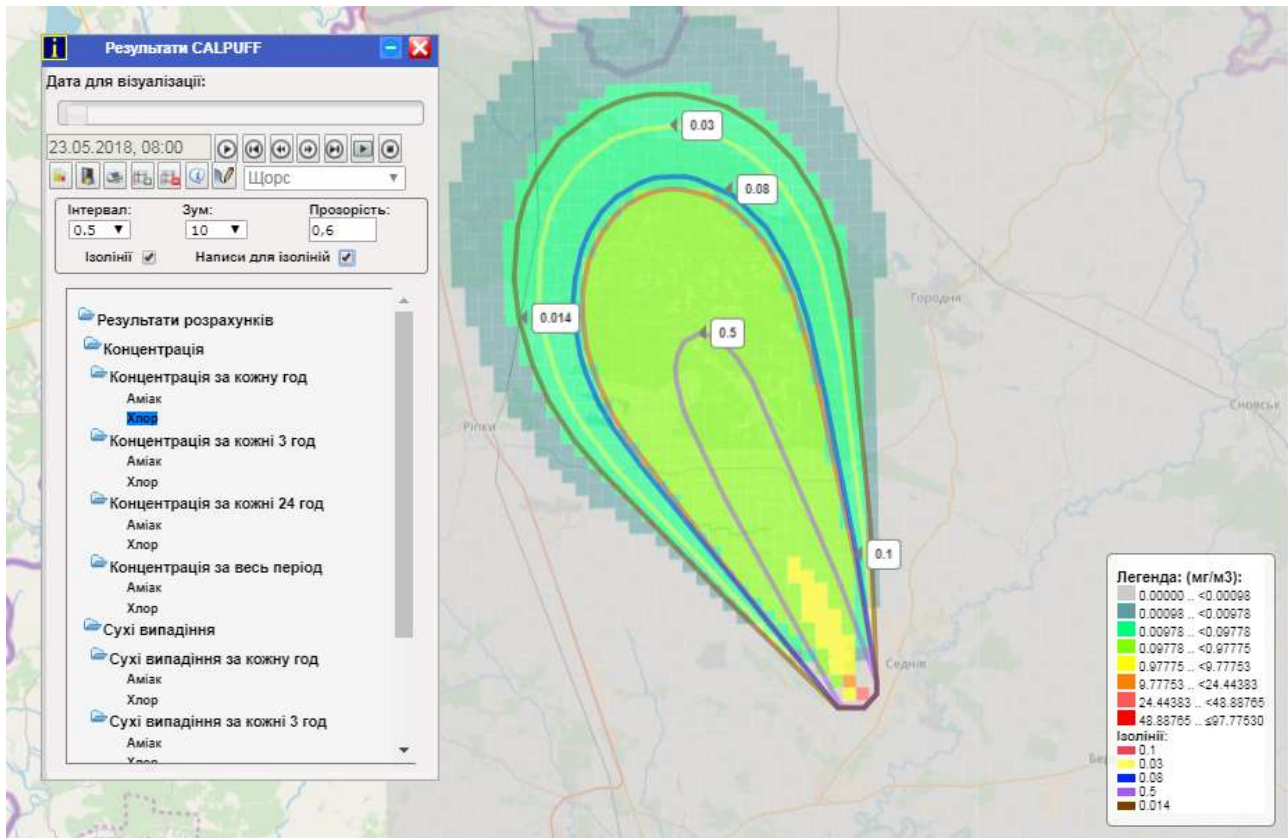 Результати CALPUFF
Дата для візуалізації:
23.05.2018, 08:00
Щорс
Інтервал: Зум: Прозорість:
0.5 10 0,6
Ізолінії Написи для ізоліній
Результати розрахунків
Концентрація
Концентрація за кожну год
Аміак
Хлор
Концентрація за кожні 3 год
Аміак
Хлор
Концентрація за кожні 24 год
Аміак
Хлор
Концентрація за весь період
Аміак
Хлор
Сухі випадіння
Сухі випадіння за кожну год
Аміак
Хлор
Сухі випадіння за кожні 3 год
Аміак
Хлор
0.03
0.08
0.014
0.5
0.1
Городня
Сновськ
Ріпки
Седнів
Легенда: (мг/м3):
0.00000 .. <0.00098
0.00098 .. <0.00978
0.00978 .. <0.09778
0.09778 .. <0.97775
0.97775 .. <9.77753
9.77753 .. <24.44383
24.44383 .. <48.88765
48.88765 .. ≤97.77530
Ізолінії:
0.1
0.03
0.08
0.5
0.014